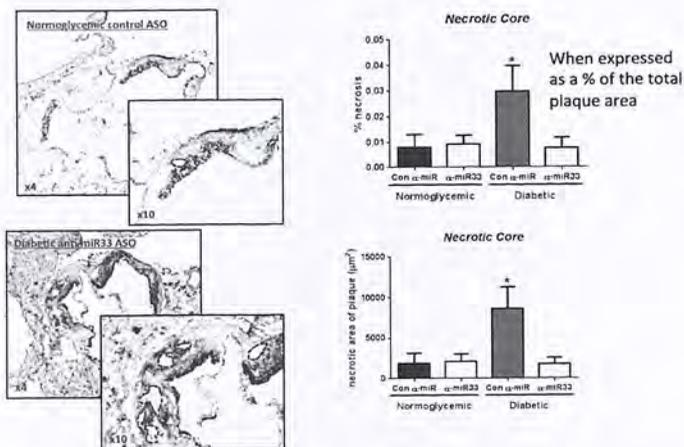 Normoglycemic control ASO
x4
x10
Diabetic anti-miR33 ASO
x4
x10
Necrotic Core
% necrosis
0.05
0.04
0.03
0.02
0.01
0.00
*
Con α-miR α-miR33 Con α-miR α-miR33
Normoglycemic Diabetic
When expressed
as a % of the total
plaque area
Necrotic Core
necrotic area of plaque (µm²)
15000
10000
5000
0
*
Con α-miR α-miR33 Con α-miR α-miR33
Normoglycemic Diabetic